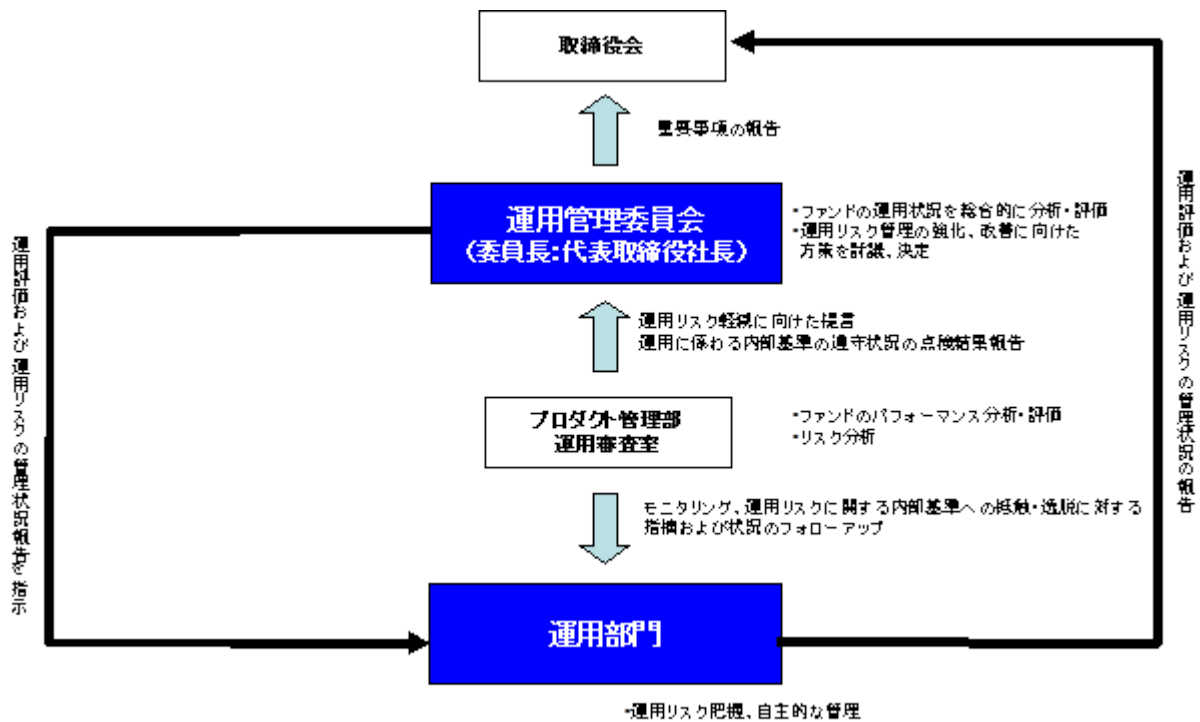 取締役会
重要事項の報告
運用管理委員会
（委員長：代表取締役社長）
・ファンドの運用状況を総合的に分析・評価
・運用リスク管理の強化、改善に向けた
方策を討議、決定
運用リスク軽減に向けた提言
運用に係わる内部基準の遵守状況の点検結果報告
プロダクト管理部
運用審査室
・ファンドのパフォーマンス分析・評価
・リスク分析
モニタリング、運用リスクに関する内部基準への抵触・逸脱に対する
指摘および状況のフォローアップ
運用部門
・運用リスク把握、自主的な管理
運用評価および運用リスクの管理状況報告を指示
運用評価および運用リスクの管理状況の報告